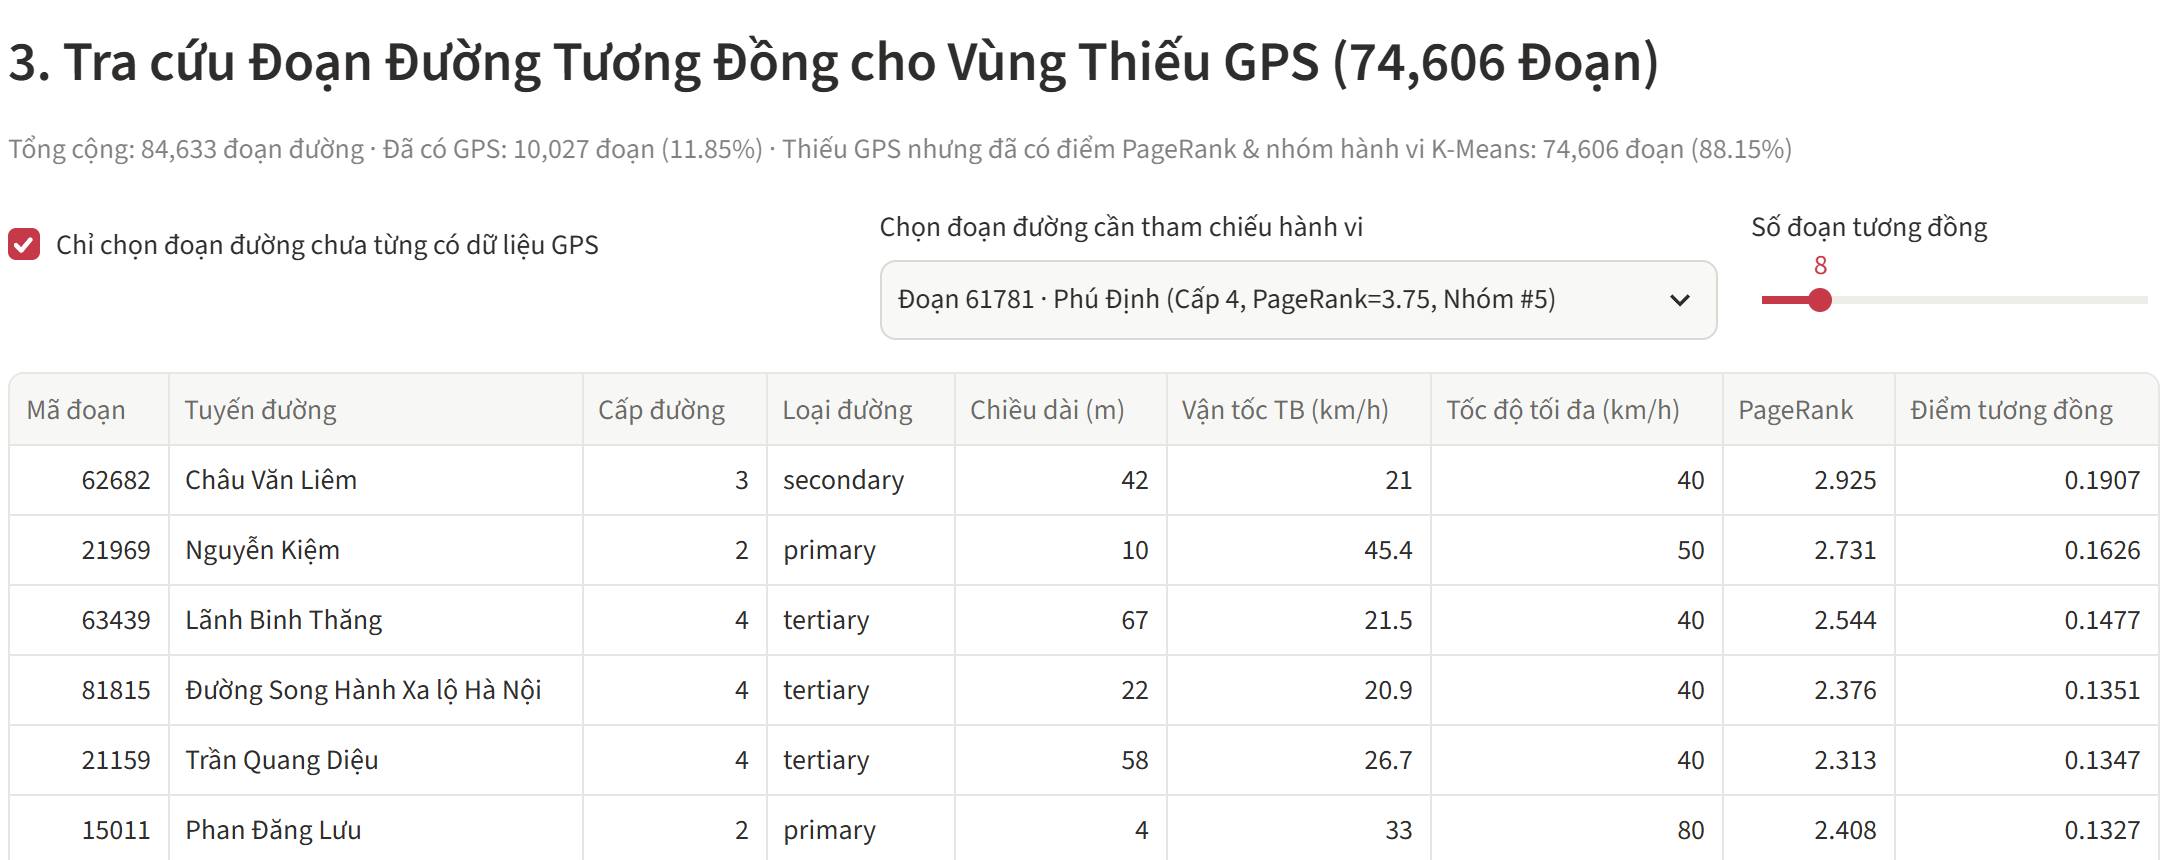 3. Tra cứu Đoạn Đường Tương Đồng cho Vùng Thiếu GPS (74,606 Đoạn)
Tổng cộng: 84,633 đoạn đường · Đã có GPS: 10,027 đoạn (11.85%) · Thiếu GPS nhưng đã có điểm PageRank & nhóm hành vi K-Means: 74,606 đoạn (88.15%)
Chỉ chọn đoạn đường chưa từng có dữ liệu GPS
Chọn đoạn đường cần tham chiếu hành vi
Đoạn 61781 · Phú Định (Cấp 4, PageRank=3.75, Nhóm #5)
Số đoạn tương đồng
8
Mã đoạn Tuyến đường Cấp đường Loại đường Chiều dài (m) Vận tốc TB (km/h) Tốc độ tối đa (km/h) PageRank Điểm tương đồng
62682 Châu Văn Liêm 3 secondary 42 21 40 2.925 0.1907
21969 Nguyễn Kiệm 2 primary 10 45.4 50 2.731 0.1626
63439 Lãnh Binh Thăng 4 tertiary 67 21.5 40 2.544 0.1477
81815 Đường Song Hành Xa lộ Hà Nội 4 tertiary 22 20.9 40 2.376 0.1351
21159 Trần Quang Diệu 4 tertiary 58 26.7 40 2.313 0.1347
15011 Phan Đăng Lưu 2 primary 4 33 80 2.408 0.1327